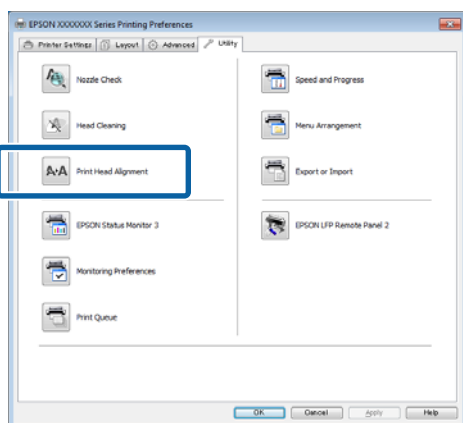 EPSON XXXXXXX Series Printing Preferences
Printer Settings Layout Advanced Utility
Nozzle Check
Head Cleaning
A·A Print Head Alignment
EPSON Status Monitor 3
Monitoring Preferences
Print Queue
Speed and Progress
Menu Arrangement
Export or Import
EPSON LFP Remote Panel 2
OK Cancel Apply Help